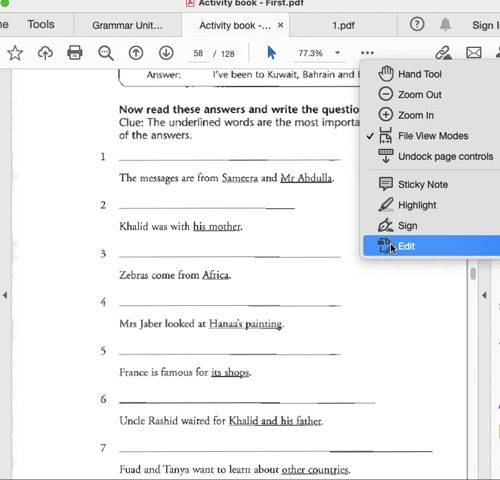 Activity book - First.pdf
me
Tools
Grammar Unit...
Activity book -... ×
1.pdf
Sign I
58 / 128
77.3%
Answer: I've been to Kuwait, Bahrain and
Now read these answers and write the questio
Clue: The underlined words are the most importa
of the answers.
1
The messages are from Sameera and Mr Abdulla.
2
Khalid was with his mother.
3
Zebras come from Africa.
4
Mrs Jaber looked at Hanaa's painting.
5
France is famous for its shops.
6
Uncle Rashid waited for Khalid and his father.
7
Fuad and Tanya want to learn about other countries.
Hand Tool
Zoom Out
Zoom In
File View Modes
Undock page controls
Sticky Note
Highlight
Sign
Edit